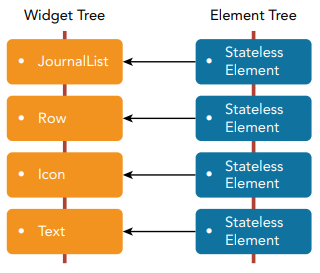 Widget Tree
Element Tree
• JournalList
• Stateless
Element
• Row
• Stateless
Element
• Icon
• Stateless
Element
• Text
• Stateless
Element